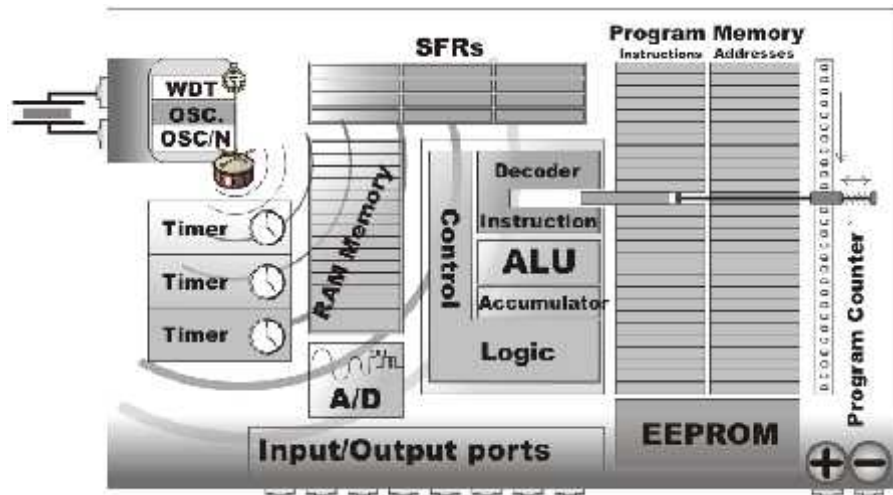 SFRs
Program Memory
Instructions Addresses
WDT
OSC.
OSC/N
Timer
Timer
Timer
RAM Memory
A/D
Control
Decoder
Instruction
ALU
Accumulator
Logic
Program Counter
EEPROM
Input/Output ports
+ −